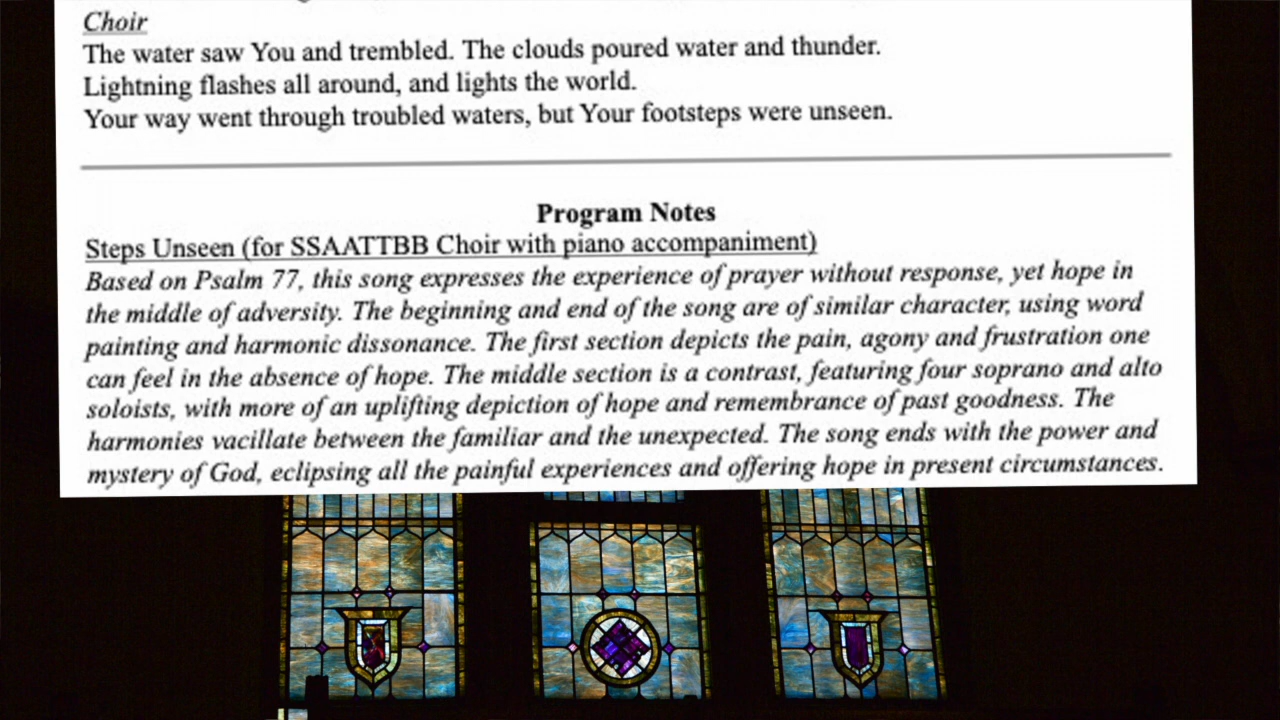 Choir
The water saw You and trembled. The clouds poured water and thunder.
Lightning flashes all around, and lights the world.
Your way went through troubled waters, but Your footsteps were unseen.
Program Notes
Steps Unseen (for SSAATTBB Choir with piano accompaniment)
Based on Psalm 77, this song expresses the experience of prayer without response, yet hope in
the middle of adversity. The beginning and end of the song are of similar character, using word
painting and harmonic dissonance. The first section depicts the pain, agony and frustration one
can feel in the absence of hope. The middle section is a contrast, featuring four soprano and alto
soloists, with more of an uplifting depiction of hope and remembrance of past goodness. The
harmonies vacillate between the familiar and the unexpected. The song ends with the power and
mystery of God, eclipsing all the painful experiences and offering hope in present circumstances.